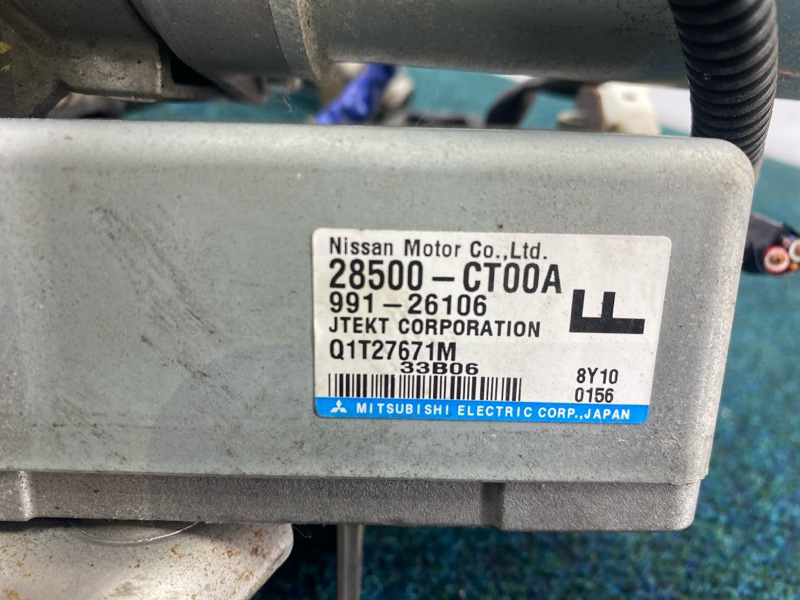 Nissan Motor Co.,Ltd.
28500-CT00A
991-26106
F
JTEKT CORPORATION
Q1T27671M
33B06
8Y10
0156
MITSUBISHI ELECTRIC CORP.,JAPAN